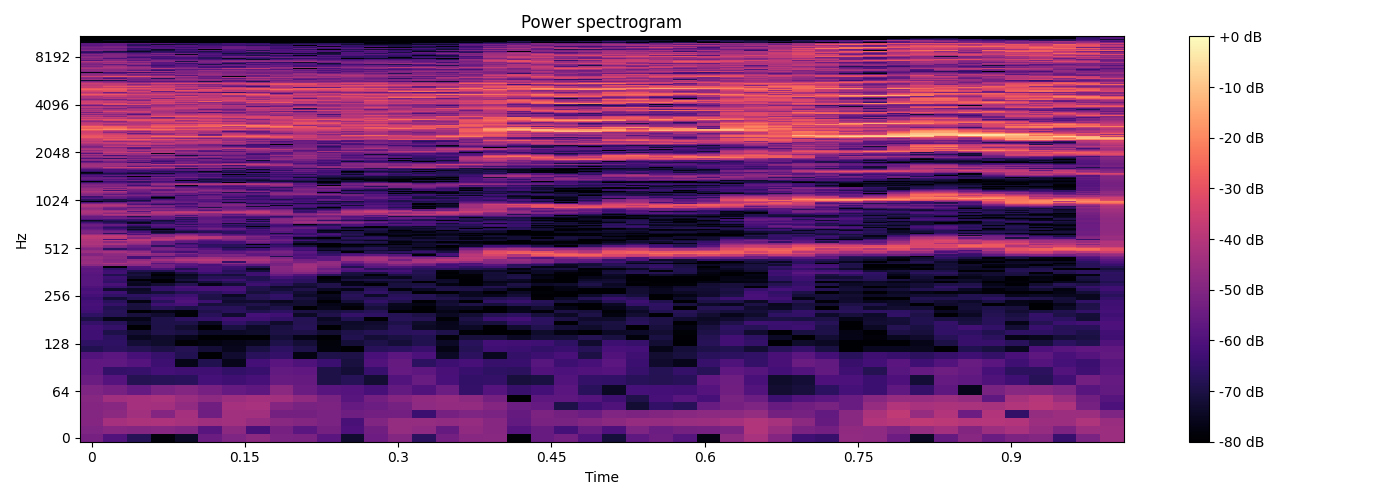 Power spectrogram
Hz
8192
4096
2048
1024
512
256
128
64
0
0 0.15 0.3 0.45 0.6 0.75 0.9
Time
+0 dB
-10 dB
-20 dB
-30 dB
-40 dB
-50 dB
-60 dB
-70 dB
-80 dB